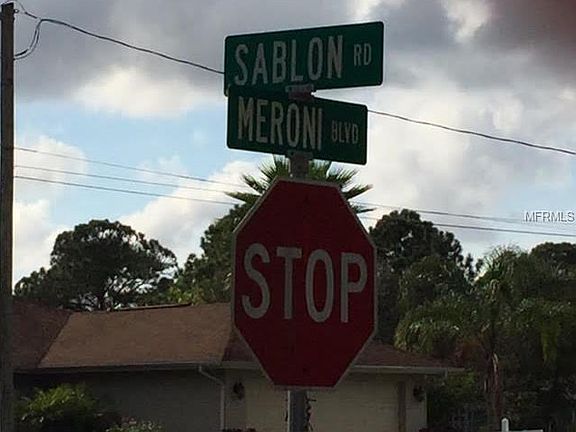 SABLON RD
MERONI BLVD
MFRMLS
STOP